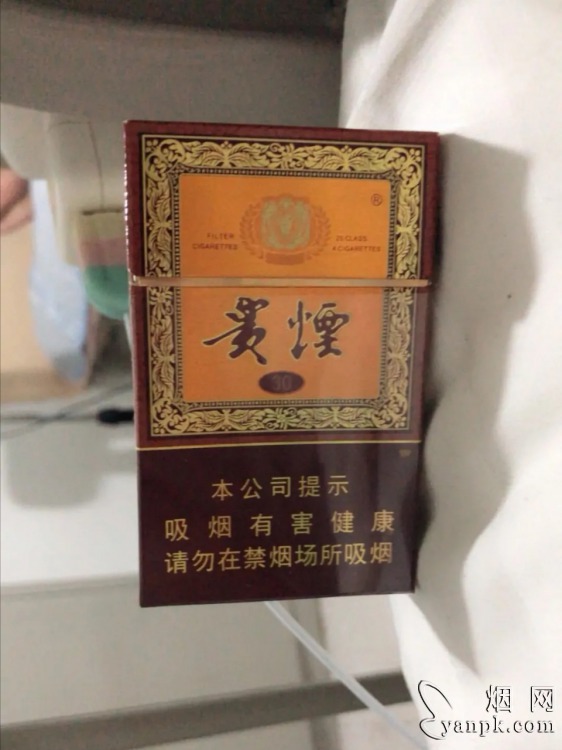 ®
FILTER
CIGARETTES
20 CLASS
A CIGARETTES
贵煙
30
本公司提示
吸烟有害健康
请勿在禁烟场所吸烟
烟网
yanpk.com